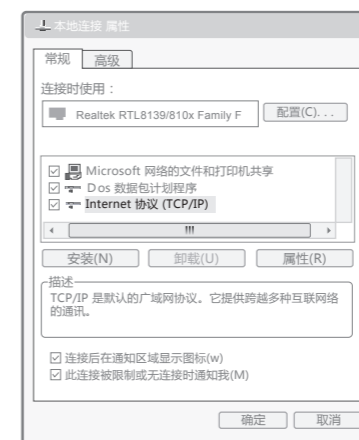 本地连接 属性
常规 高级
连接时使用：
Realtek RTL8139/810x Family F 配置(C)...
Microsoft 网络的文件和打印机共享
Dos 数据包计划程序
Internet 协议 (TCP/IP)
安装(N) 卸载(U) 属性(R)
描述
TCP/IP 是默认的广域网协议。它提供跨越多种互联网络
的通讯。
连接后在通知区域显示图标(w)
此连接被限制或无连接时通知我(M)
确定 取消